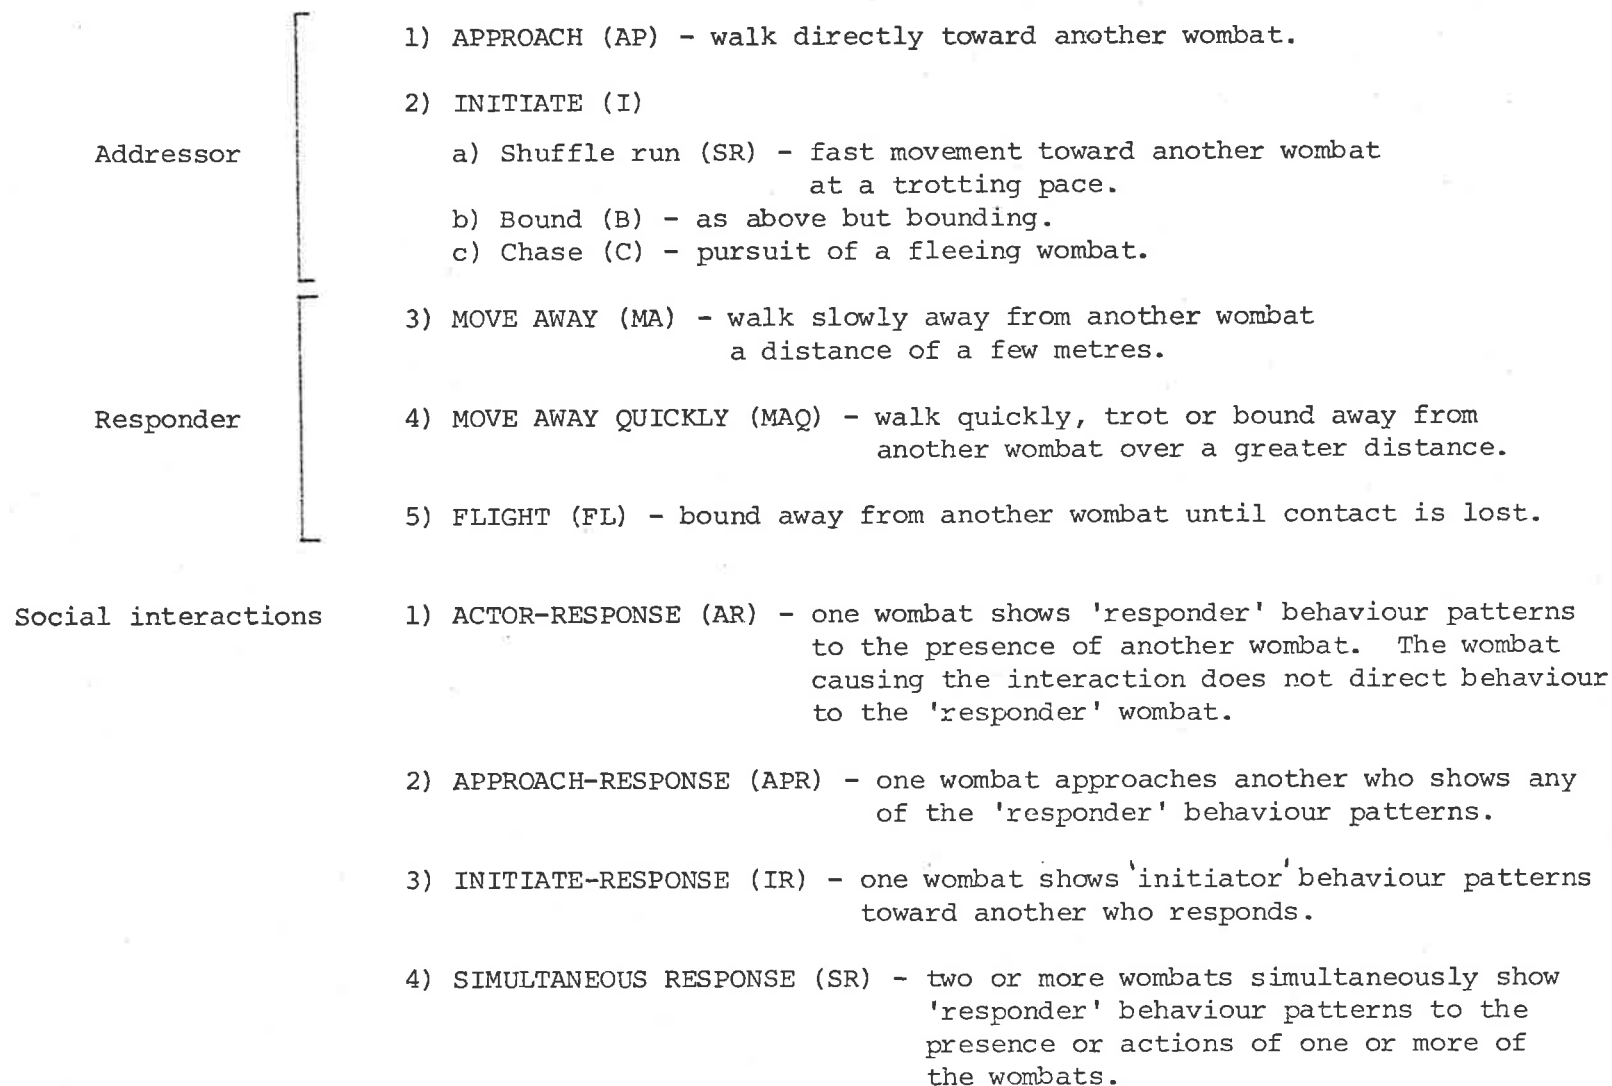 1) APPROACH (AP) - walk directly toward another wombat.
2) INITIATE (I)
Addressor
a) Shuffle run (SR) - fast movement toward another wombat
at a trotting pace.
b) Bound (B) - as above but bounding.
c) Chase (C) - pursuit of a fleeing wombat.
3) MOVE AWAY (MA) - walk slowly away from another wombat
a distance of a few metres.
Responder
4) MOVE AWAY QUICKLY (MAQ) - walk quickly, trot or bound away from
another wombat over a greater distance.
5) FLIGHT (FL) - bound away from another wombat until contact is lost.
Social interactions
1) ACTOR-RESPONSE (AR) - one wombat shows 'responder' behaviour patterns
to the presence of another wombat. The wombat
causing the interaction does not direct behaviour
to the 'responder' wombat.
2) APPROACH-RESPONSE (APR) - one wombat approaches another who shows any
of the 'responder' behaviour patterns.
3) INITIATE-RESPONSE (IR) - one wombat shows 'initiator' behaviour patterns
toward another who responds.
4) SIMULTANEOUS RESPONSE (SR) - two or more wombats simultaneously show
'responder' behaviour patterns to the
presence or actions of one or more of
the wombats.